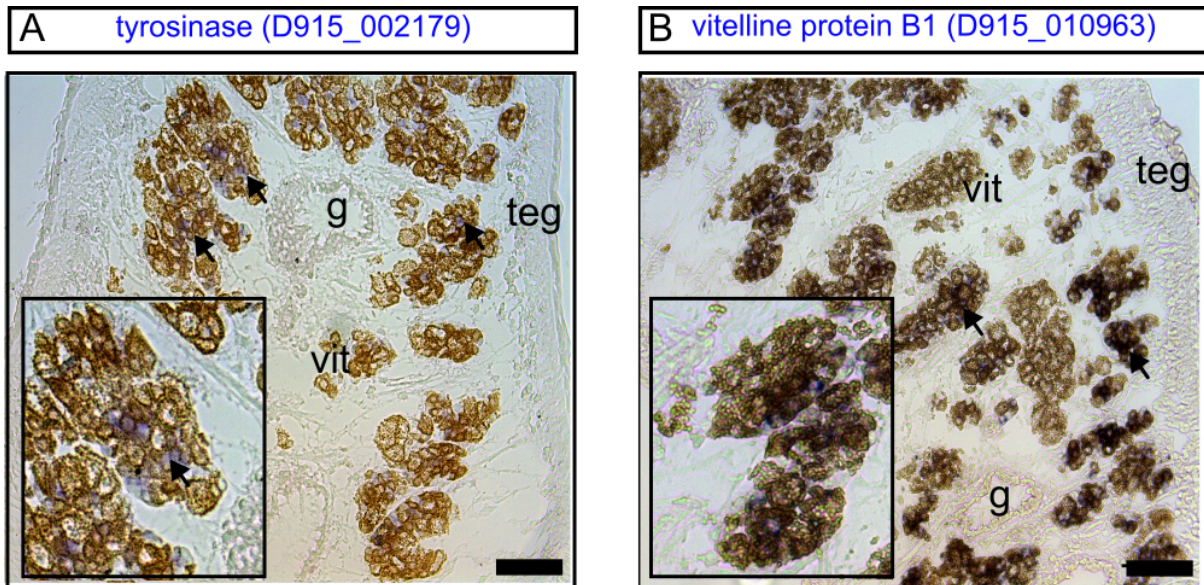 A tyrosinase (D915_002179)
g
teg
vit
B vitelline protein B1 (D915_010963)
vit
teg
g